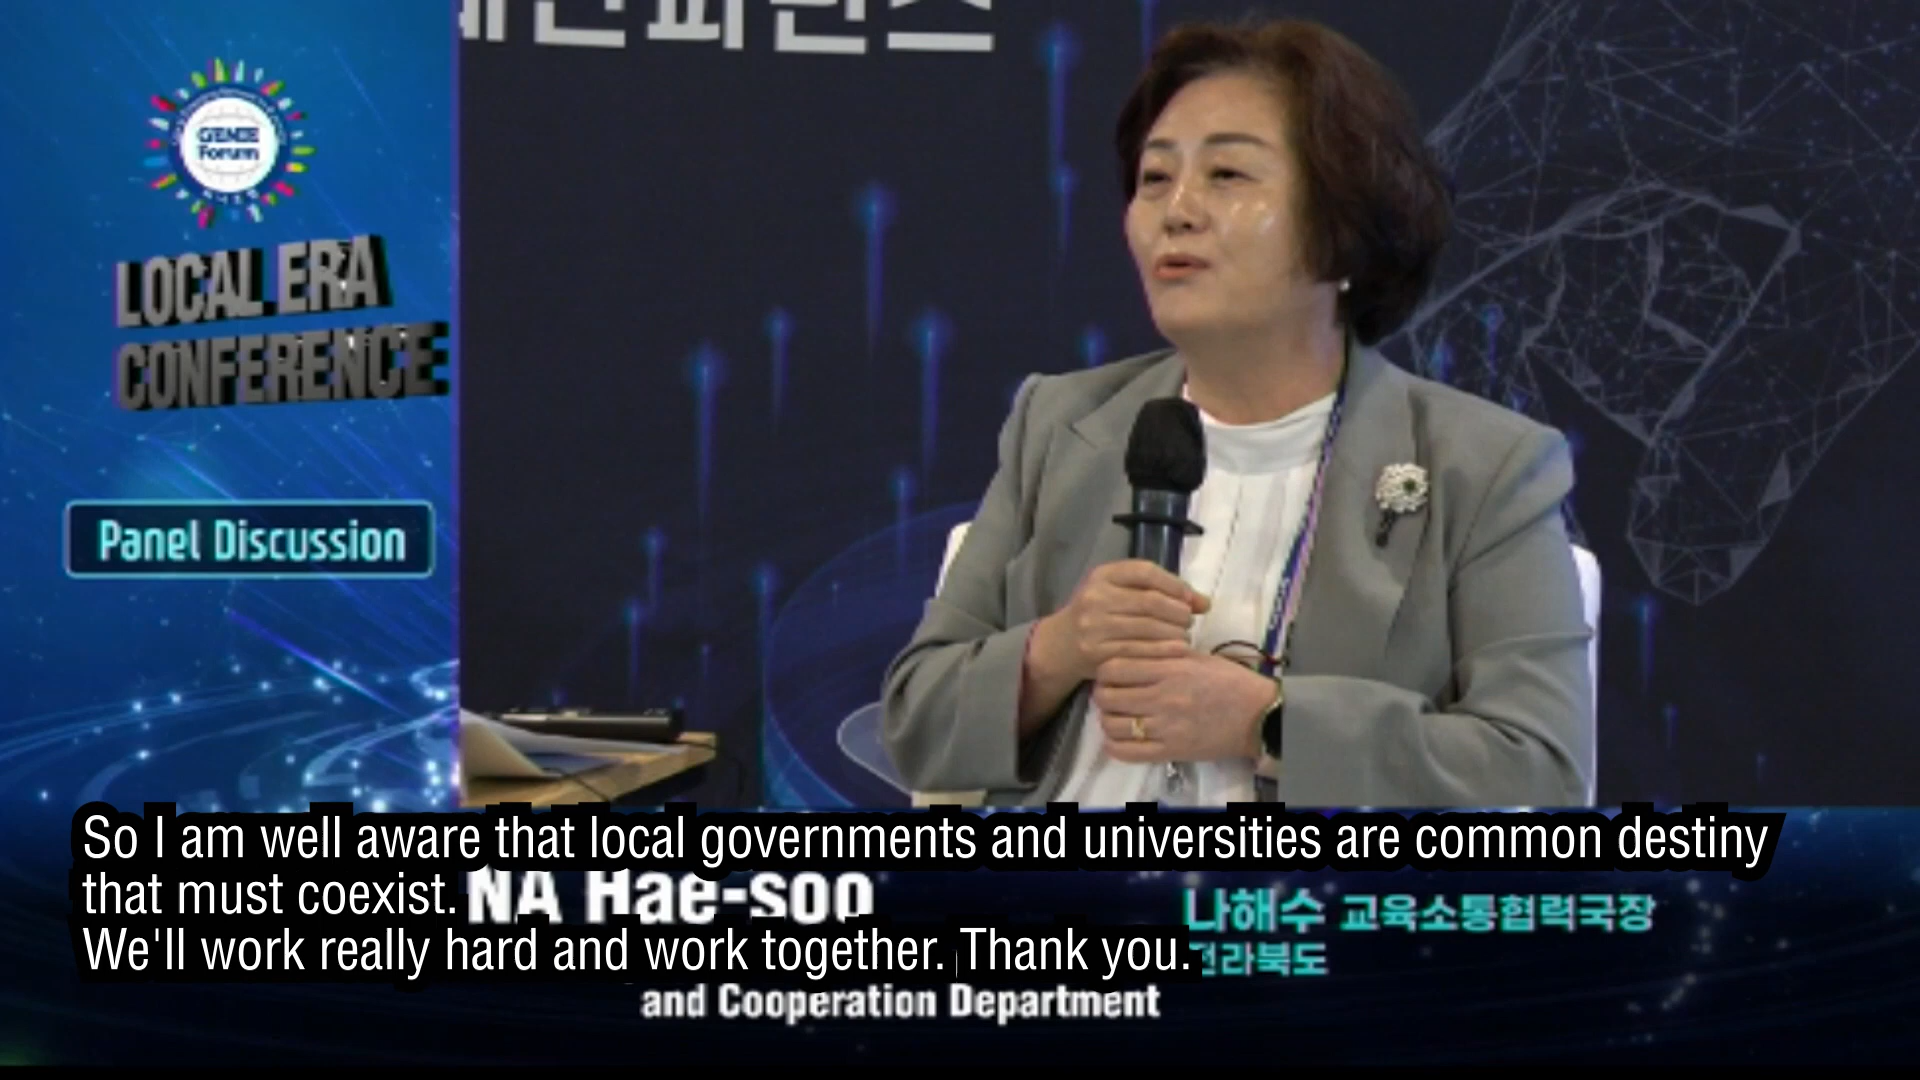 GENIE
Forum
LOCAL ERA
CONFERENCE
Panel Discussion
So I am well aware that local governments and universities are common destiny
that must coexist.
We'll work really hard and work together. Thank you.
NA Hae-soo
and Cooperation Department
나해수 교육소통협력국장
전라북도